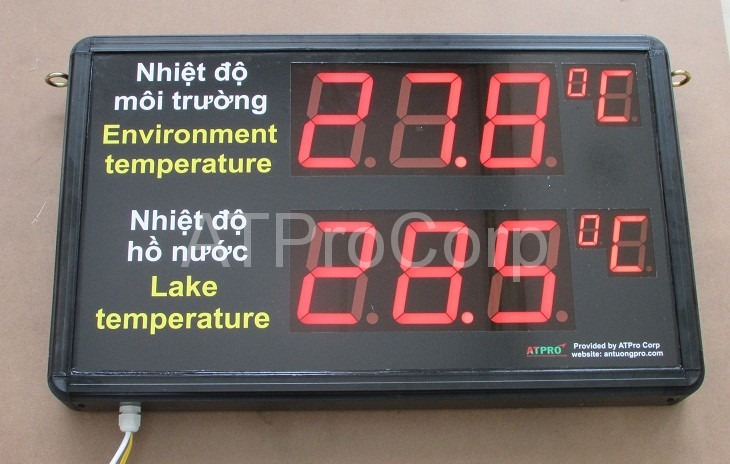 Nhiệt độ
môi trường
Environment
temperature
27.8 °C
Nhiệt độ
hồ nước
Lake
temperature
28.5 °C
ATProCorp
ATPRO
Provided by ATPro Corp
website: antuongpro.com